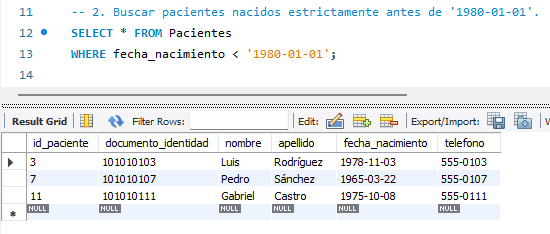 11 -- 2. Buscar pacientes nacidos estrictamente antes de '1980-01-01'.
12 SELECT * FROM Pacientes
13 WHERE fecha_nacimiento < '1980-01-01';
14
Result Grid Filter Rows: Edit: Export/Import:
id_paciente documento_identidad nombre apellido fecha_nacimiento telefono
3 101010103 Luis Rodríguez 1978-11-03 555-0103
7 101010107 Pedro Sánchez 1965-03-22 555-0107
11 101010111 Gabriel Castro 1975-10-08 555-0111
NULL NULL NULL NULL NULL NULL